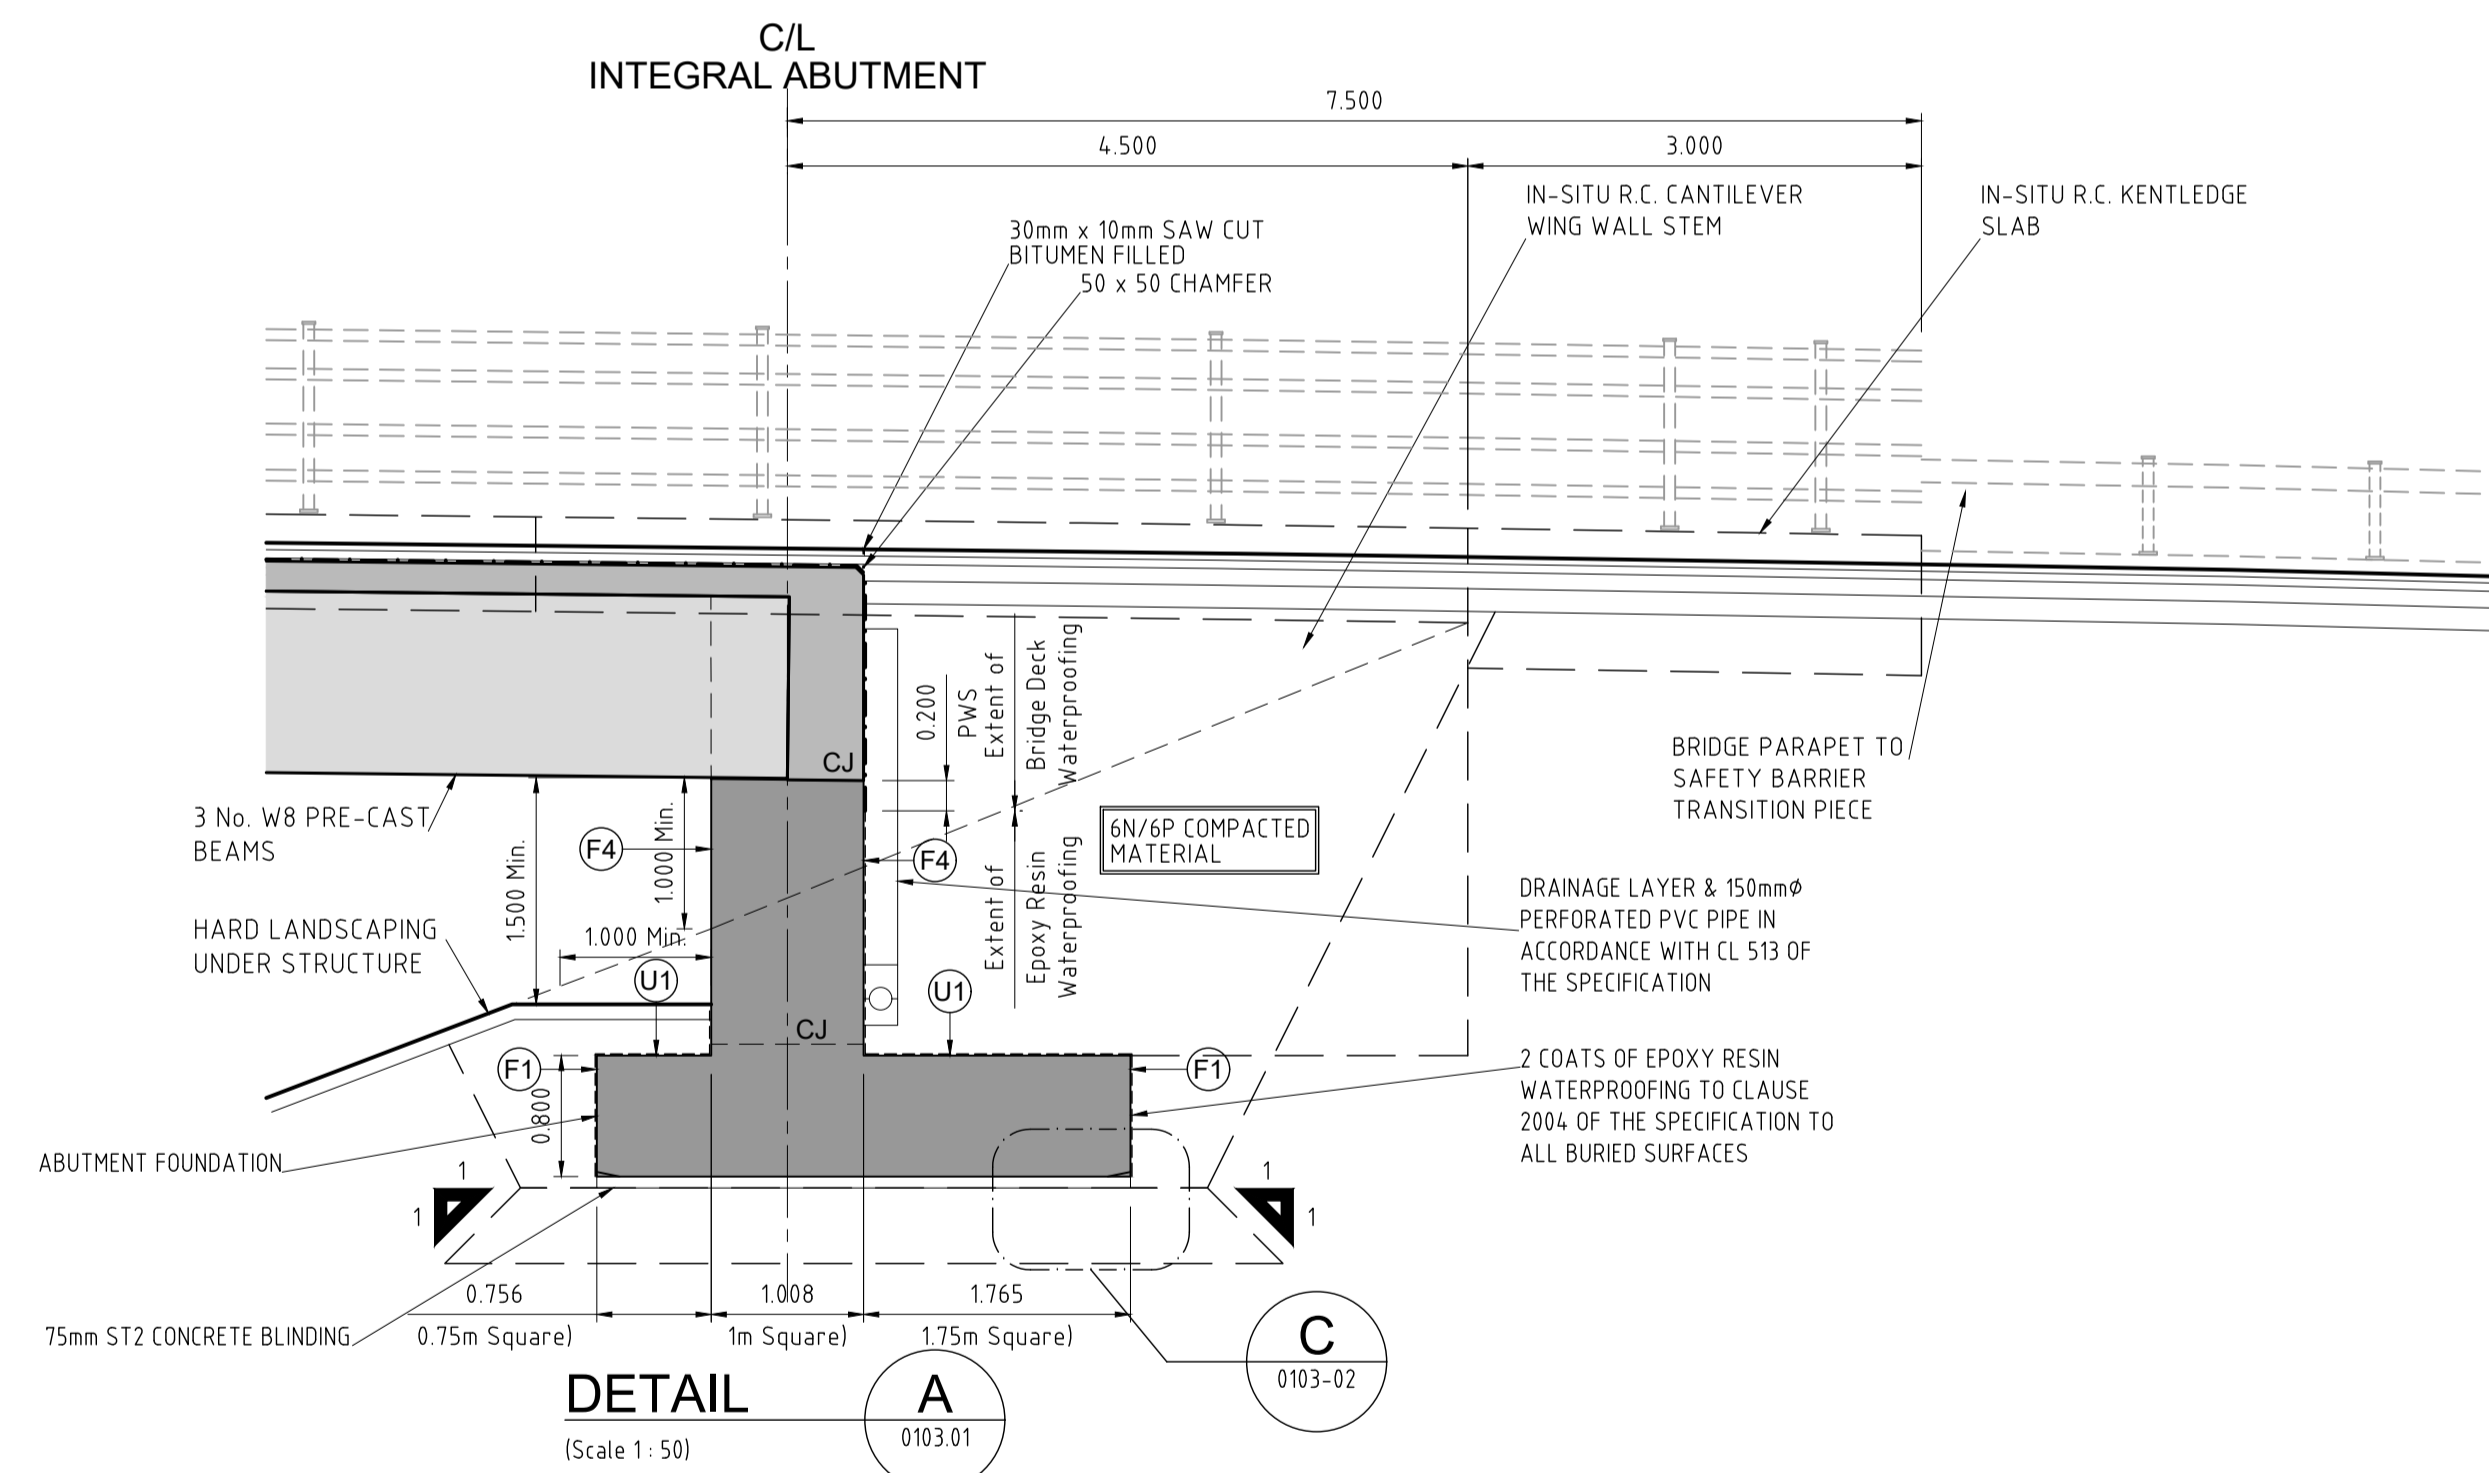 C/L
INTEGRAL ABUTMENT
7.500
4.500
3.000
IN-SITU R.C. CANTILEVER
WING WALL STEM
IN-SITU R.C. KENTLEDGE
SLAB
30mm x 10mm SAW CUT
BITUMEN FILLED
50 x 50 CHAMFER
0.200
PWS
Extent of
Bridge Deck
Waterproofing
CJ
BRIDGE PARAPET TO
SAFETY BARRIER
TRANSITION PIECE
3 No. W8 PRE-CAST
BEAMS
1.500 Min.
F4
1.000 Min.
F4
Extent of
Epoxy Resin
Waterproofing
6N/6P COMPACTED
MATERIAL
HARD LANDSCAPING
UNDER STRUCTURE
1.000 Min.
DRAINAGE LAYER & 150mmØ
PERFORATED PVC PIPE IN
ACCORDANCE WITH CL 513 OF
THE SPECIFICATION
U1
U1
CJ
F1
F1
0.800
2 COATS OF EPOXY RESIN
WATERPROOFING TO CLAUSE
2004 OF THE SPECIFICATION TO
ALL BURIED SURFACES
ABUTMENT FOUNDATION
1
1
1
1
0.756
1.008
1.765
75mm ST2 CONCRETE BLINDING
0.75m Square)
1m Square)
1.75m Square)
C
0103-02
DETAIL
A
0103.01
(Scale 1 : 50)